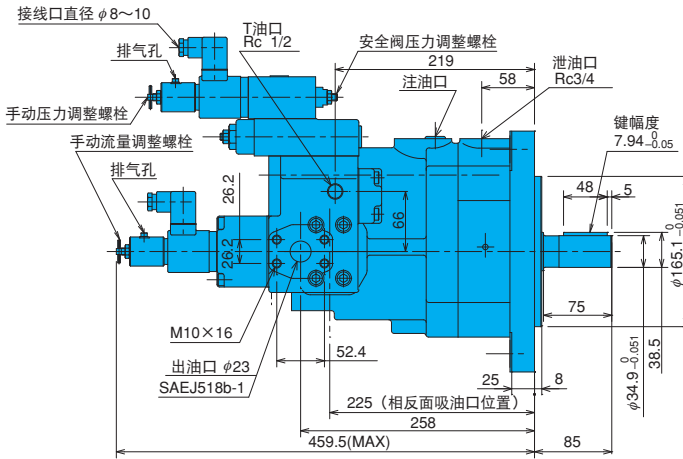 接线口直径 φ8～10
T油口
Rc 1/2
安全阀压力调整螺栓
排气孔
219
泄油口
Rc3/4
58
注油口
手动压力调整螺栓
键幅度
7.94 0 -0.05
手动流量调整螺栓
排气孔
26.2
48
5
66
26.2
φ165.1 0 -0.051
M10×16
75
52.4
38.5
φ34.9 0 -0.051
出油口 φ23
SAEJ518b-1
25
8
225（相反面吸油口位置）
258
459.5(MAX)
85